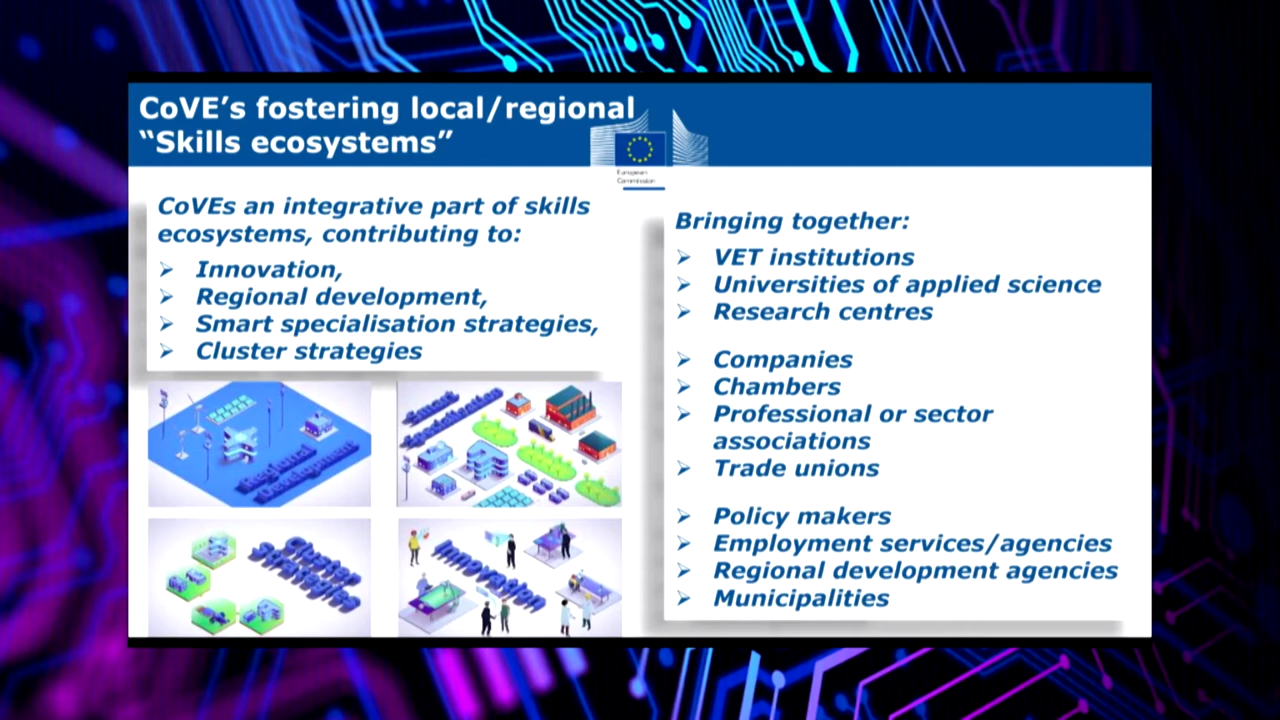 CoVE’s fostering local/regional
“Skills ecosystems”
European
Commission
CoVEs an integrative part of skills
ecosystems, contributing to:
➢ Innovation,
➢ Regional development,
➢ Smart specialisation strategies,
➢ Cluster strategies
Regional
Development
Smart
Specialization
Cluster
Strategies
Innovation
Bringing together:
➢ VET institutions
➢ Universities of applied science
➢ Research centres
➢ Companies
➢ Chambers
➢ Professional or sector
associations
➢ Trade unions
➢ Policy makers
➢ Employment services/agencies
➢ Regional development agencies
➢ Municipalities